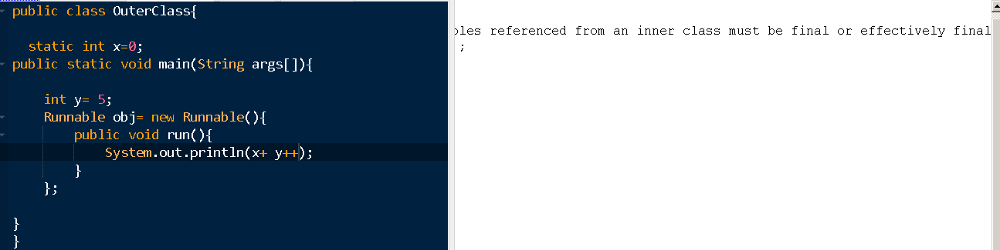 public class OuterClass{
static int x=0;
public static void main(String args[]){
int y= 5;
Runnable obj= new Runnable(){
public void run(){
System.out.println(x+ y++);
}
};
}
}
referenced from an inner class must be final or effectively final
;